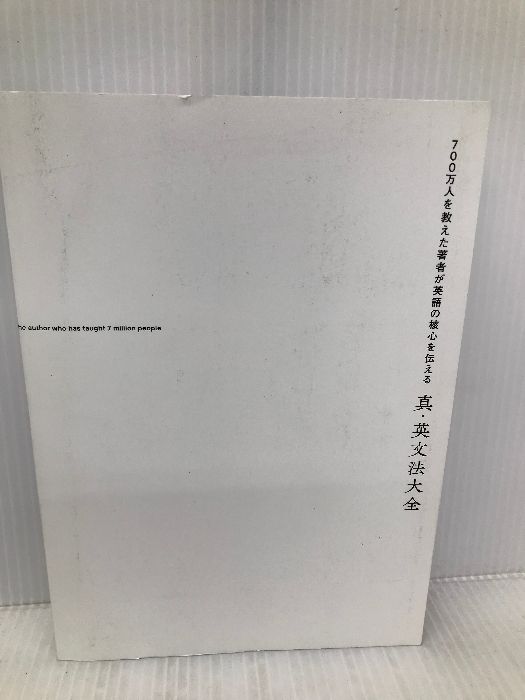 700万人を教えた著者が英語の核心を伝える
真・英文法大全
he author who has taught 7 million people